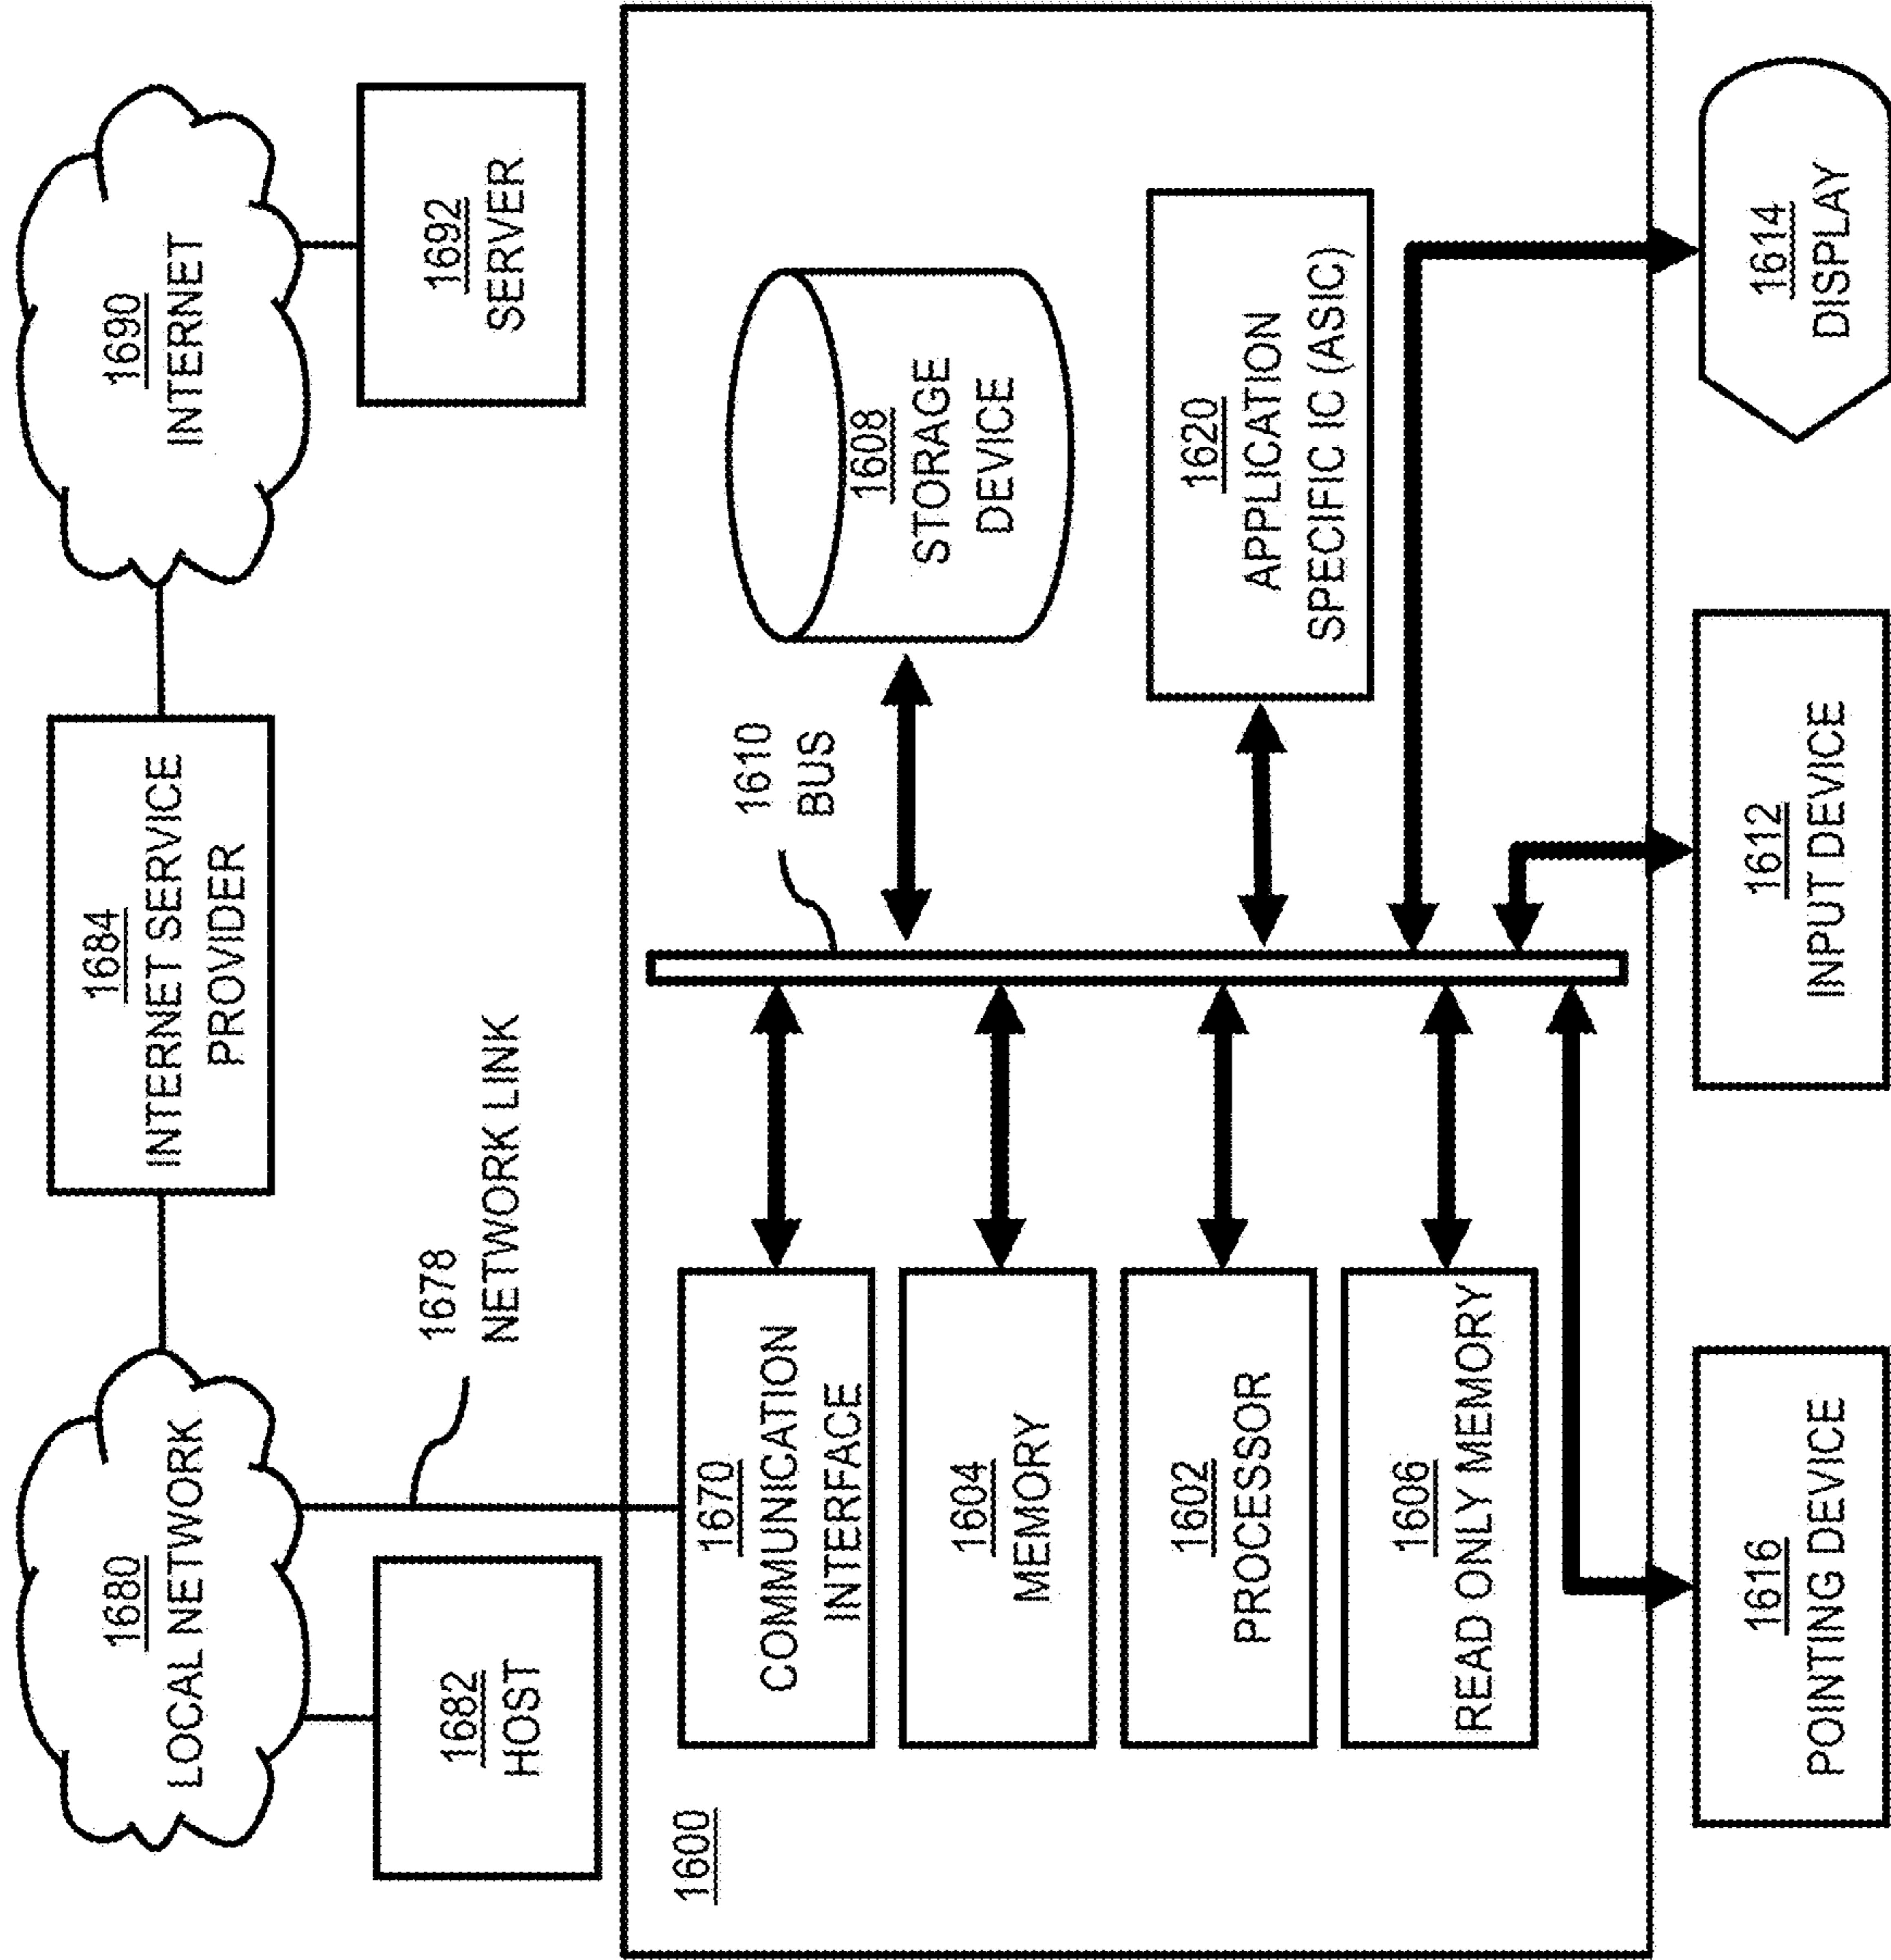 1680
LOCAL NETWORK
1684
INTERNET SERVICE
PROVIDER
1690
INTERNET
1682
HOST
1678
NETWORK LINK
1692
SERVER
1600
1670
COMMUNICATION
INTERFACE
1610
BUS
1608
STORAGE
DEVICE
1604
MEMORY
1602
PROCESSOR
1620
APPLICATION
SPECIFIC IC (ASIC)
1606
READ ONLY MEMORY
1616
POINTING DEVICE
1612
INPUT DEVICE
1614
DISPLAY